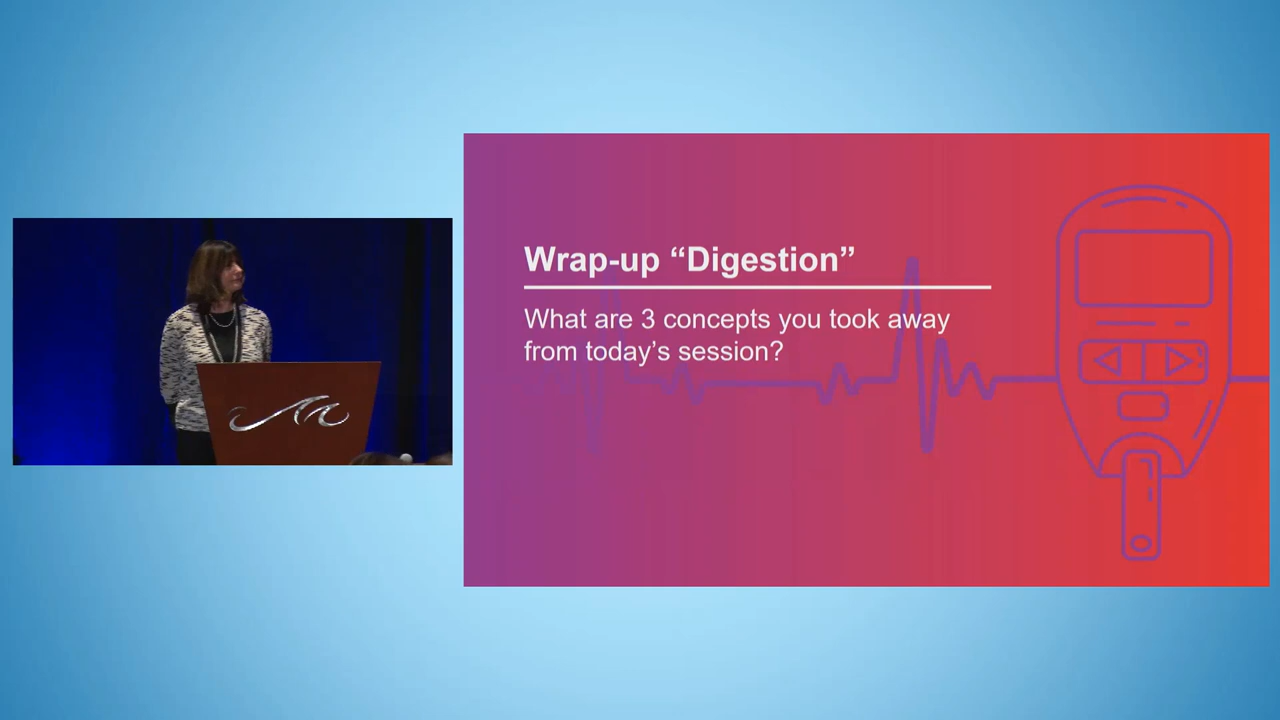 Wrap-up “Digestion”
What are 3 concepts you took away
from today’s session?